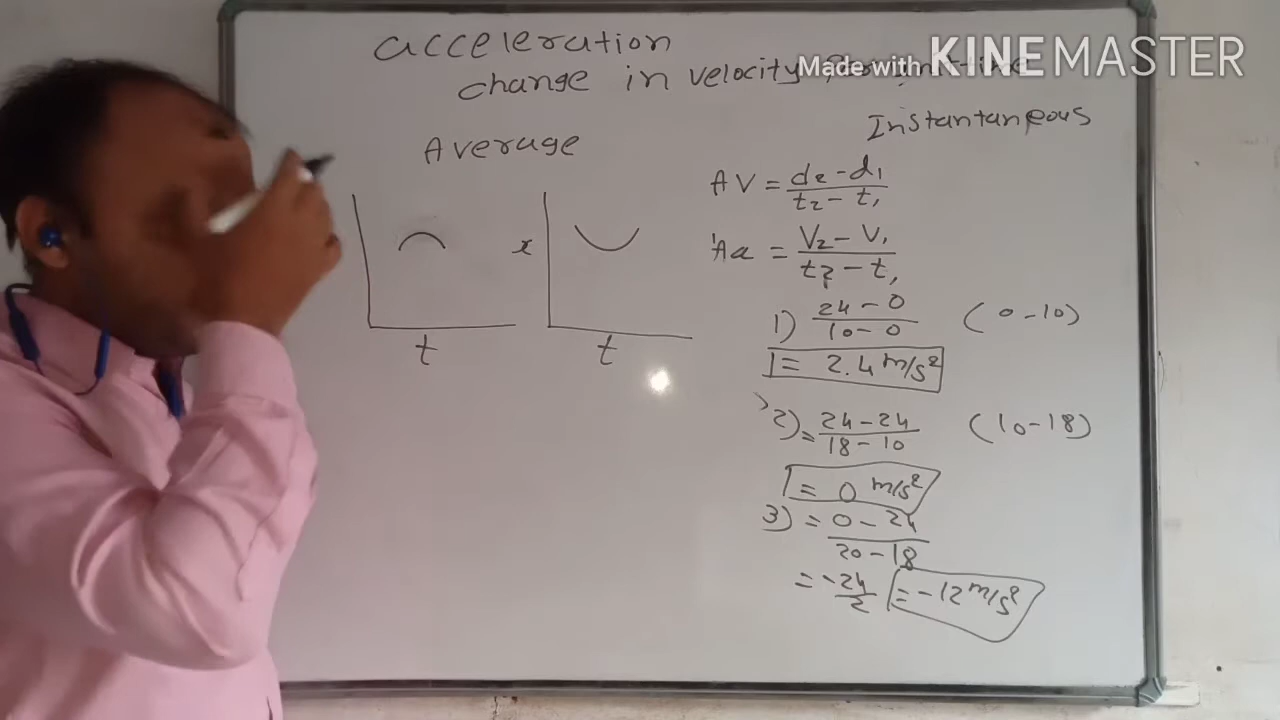 acceleration
change in velocity
Made with KINEMASTER
Average
Instantaneous
x
t
t
AV = d2 - d1 / t2 - t1
Aa = V2 - V1 / t2 - t1
1) 24 - 0 / 10 - 0 (0 - 10)
= 2.4 m/s²
2) = 24 - 24 / 18 - 10 (10 - 18)
= 0 m/s²
3) = 0 - 24 / 20 - 18
= -24 / 2 = -12 m/s²